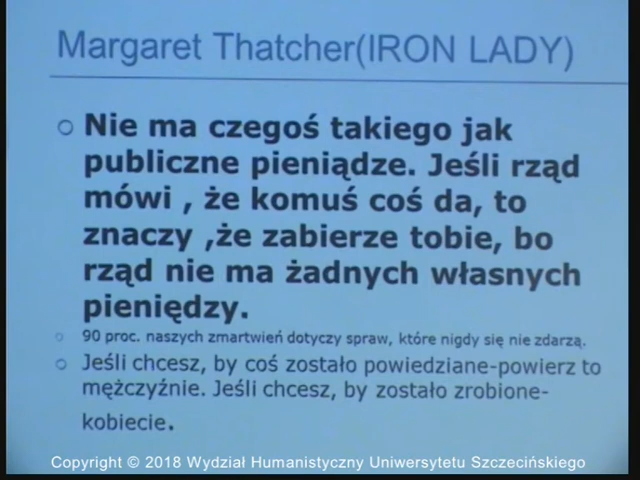 Margaret Thatcher(IRON LADY)
Nie ma czegoś takiego jak
publiczne pieniądze. Jeśli rząd
mówi , że komuś coś da, to
znaczy ,że zabierze tobie, bo
rząd nie ma żadnych własnych
pieniędzy.
90 proc. naszych zmartwień dotyczy spraw, które nigdy się nie zdarzą.
Jeśli chcesz, by coś zostało powiedziane-powierz to
mężczyźnie. Jeśli chcesz, by zostało zrobione-
kobiecie.
Copyright © 2018 Wydział Humanistyczny Uniwersytetu Szczecińskiego